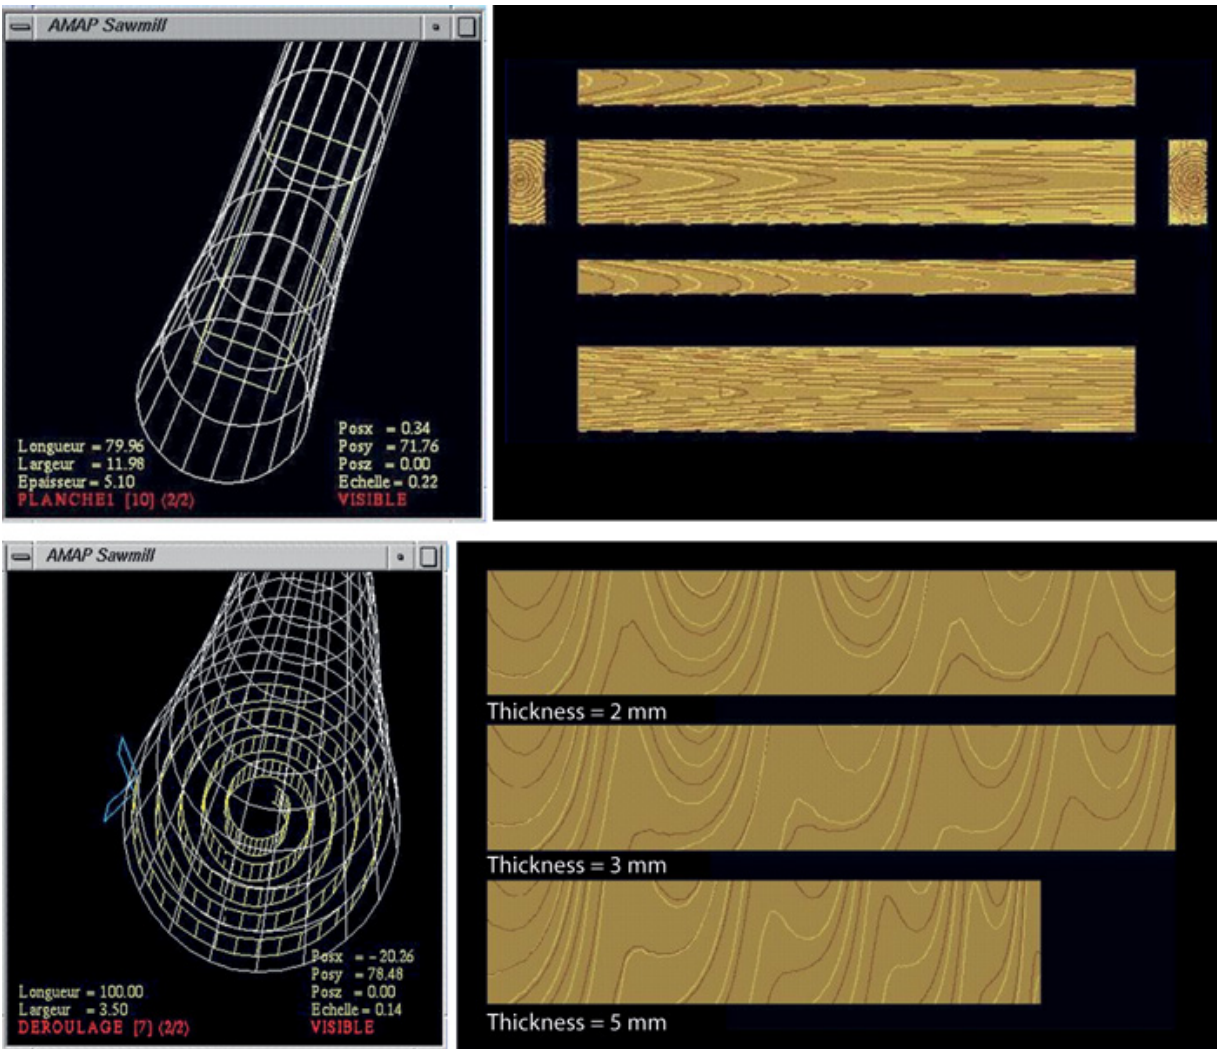 AMAP Sawmill
Longueur = 79.96
Largeur = 11.98
Epaisseur = 5.10
PLANCHE1 [10] (2/2)
Posx = 0.34
Posy = 71.76
Posz = 0.00
Echelle = 0.22
VISIBLE
AMAP Sawmill
Longueur = 100.00
Largeur = 3.50
DEROULAGE [7] (2/2)
Posx = -20.26
Posy = 78.48
Posz = 0.00
Echelle = 0.14
VISIBLE
Thickness = 2 mm
Thickness = 3 mm
Thickness = 5 mm